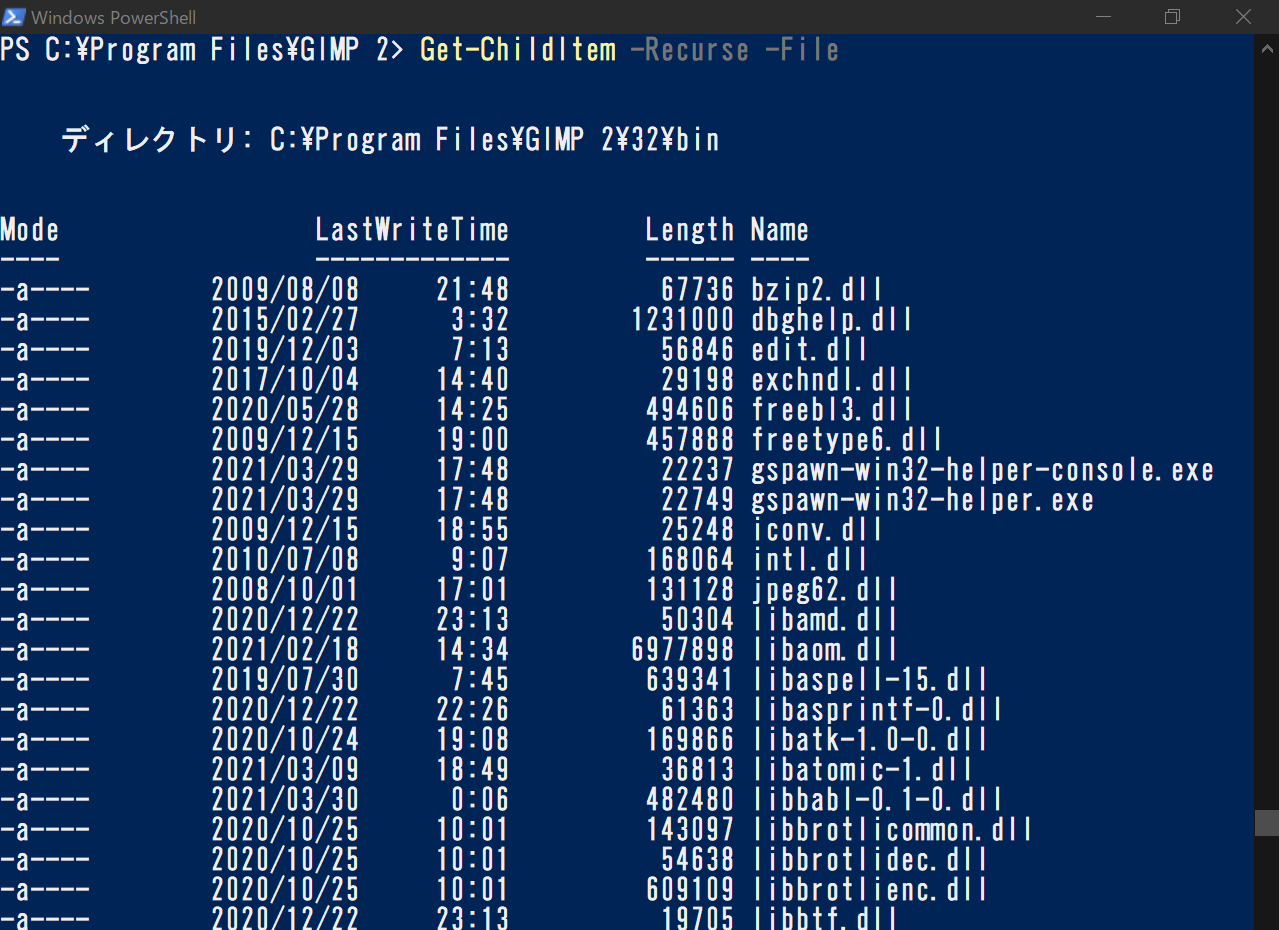 Windows PowerShell
PS C:¥Program Files¥GIMP 2> Get-ChildItem -Recurse -File
ディレクトリ: C:¥Program Files¥GIMP 2¥32¥bin
Mode LastWriteTime Length Name
---- ------------- ------ ----
-a---- 2009/08/08 21:48 67736 bzip2.dll
-a---- 2015/02/27 3:32 1231000 dbghelp.dll
-a---- 2019/12/03 7:13 56846 edit.dll
-a---- 2017/10/04 14:40 29198 exchndl.dll
-a---- 2020/05/28 14:25 494606 freebl3.dll
-a---- 2009/12/15 19:00 457888 freetype6.dll
-a---- 2021/03/29 17:48 22237 gspawn-win32-helper-console.exe
-a---- 2021/03/29 17:48 22749 gspawn-win32-helper.exe
-a---- 2009/12/15 18:55 25248 iconv.dll
-a---- 2010/07/08 9:07 168064 intl.dll
-a---- 2008/10/01 17:01 131128 jpeg62.dll
-a---- 2020/12/22 23:13 50304 libamd.dll
-a---- 2021/02/18 14:34 6977898 libaom.dll
-a---- 2019/07/30 7:45 639341 libaspell-15.dll
-a---- 2020/12/22 22:26 61363 libasprintf-0.dll
-a---- 2020/10/24 19:08 169866 libatk-1.0-0.dll
-a---- 2021/03/09 18:49 36813 libatomic-1.dll
-a---- 2021/03/30 0:06 482480 libbabl-0.1-0.dll
-a---- 2020/10/25 10:01 143097 libbrotlicommon.dll
-a---- 2020/10/25 10:01 54638 libbrotlidec.dll
-a---- 2020/10/25 10:01 609109 libbrotlienc.dll
-a---- 2020/12/22 23:13 19705 libbtf.dll